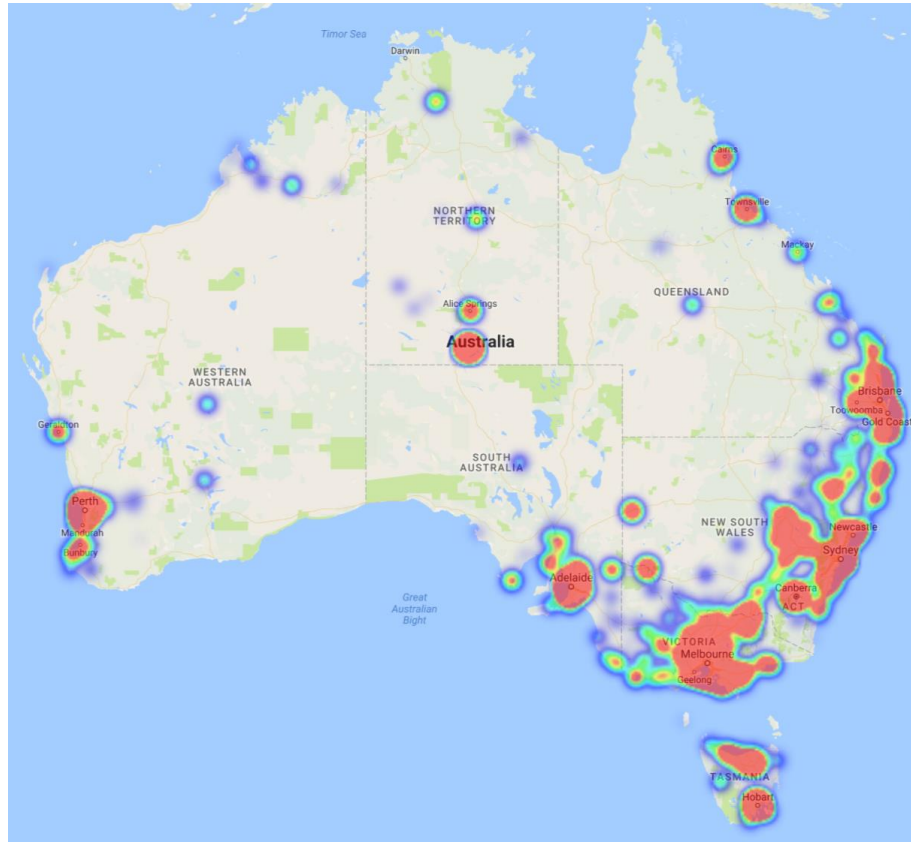 Timor Sea
Darwin
Cairns
Townsville
NORTHERN
TERRITORY
Mackay
QUEENSLAND
Alice Springs
Australia
WESTERN
AUSTRALIA
Brisbane
Toowoomba
Gold Coast
Geraldton
SOUTH
AUSTRALIA
Perth
Mandurah
Bunbury
NEW SOUTH
WALES
Newcastle
Sydney
Adelaide
Canberra
ACT
Great
Australian
Bight
VICTORIA
Melbourne
Geelong
TASMANIA
Hobart